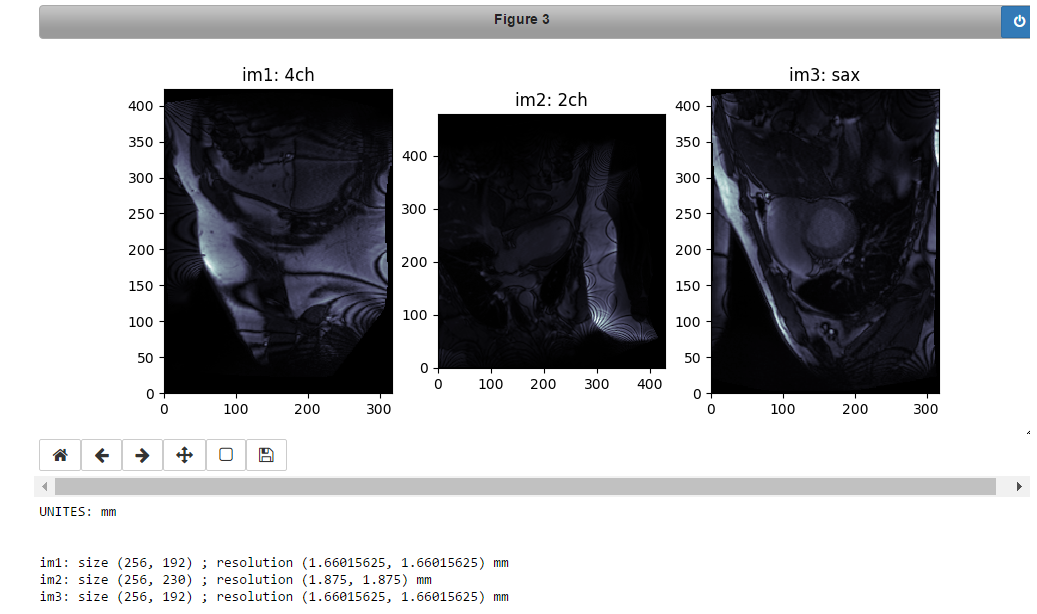 Figure 3
im1: 4ch
400
350
300
250
200
150
100
50
0
0 100 200 300
im2: 2ch
400
300
200
100
0
0 100 200 300 400
im3: sax
400
350
300
250
200
150
100
50
0
0 100 200 300
UNITES: mm
im1: size (256, 192) ; resolution (1.66015625, 1.66015625) mm
im2: size (256, 230) ; resolution (1.875, 1.875) mm
im3: size (256, 192) ; resolution (1.66015625, 1.66015625) mm